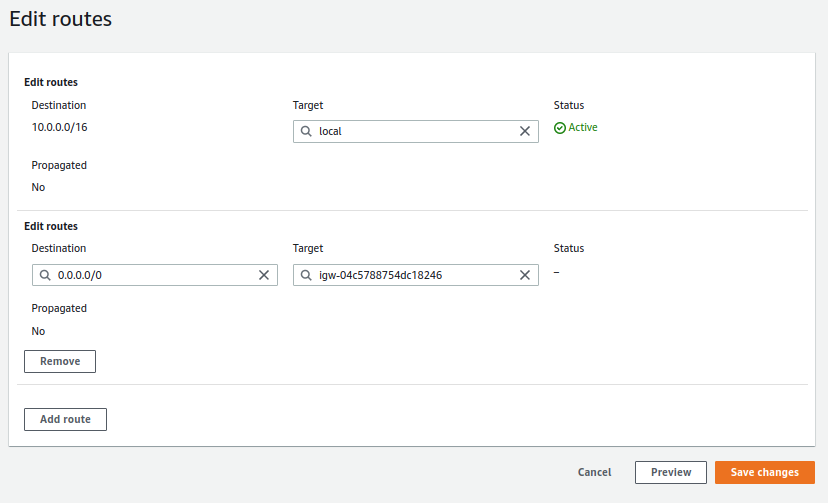 Edit routes
Edit routes
Destination Target Status
10.0.0.0/16 local Active
Propagated
No
Edit routes
Destination Target Status
0.0.0.0/0 igw-04c5788754dc18246 –
Propagated
No
Remove
Add route
Cancel Preview Save changes